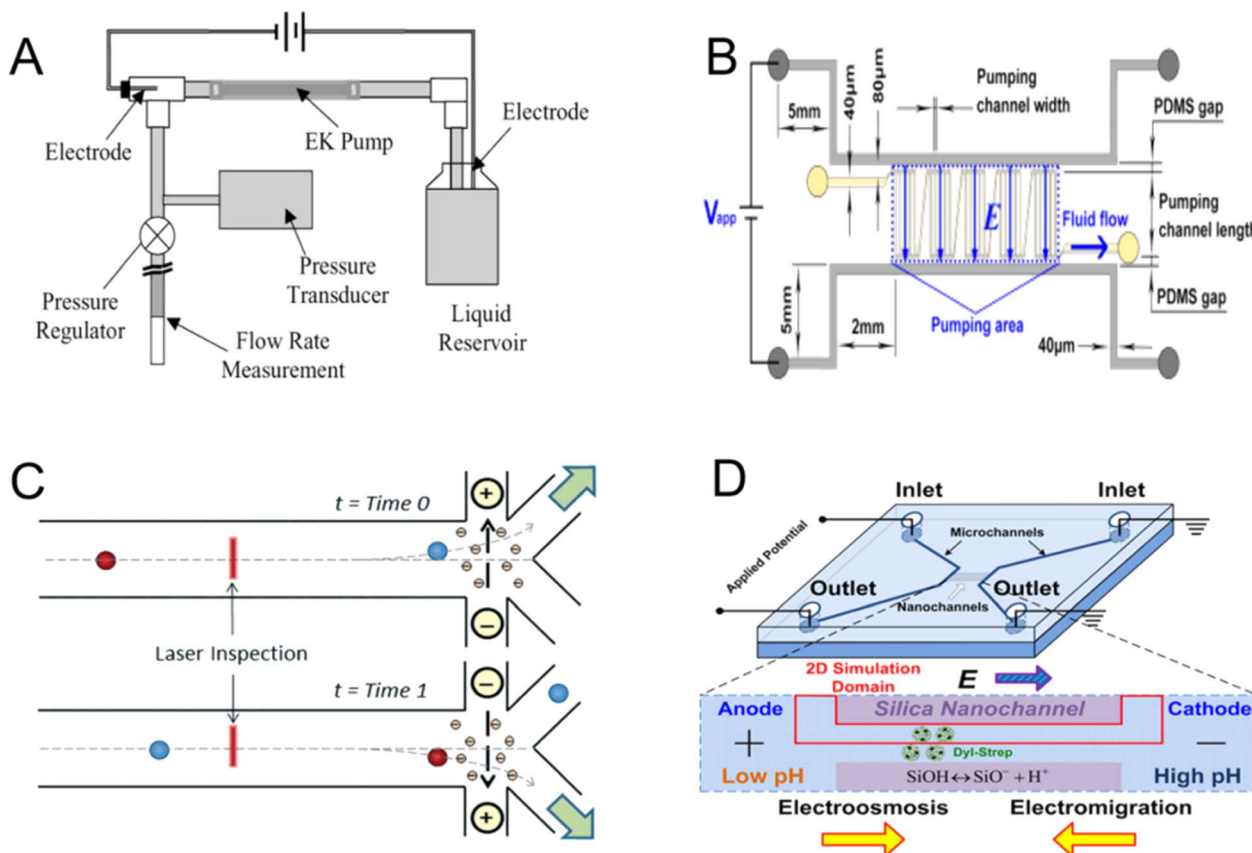 A
Electrode
EK Pump
Electrode
Pressure
Transducer
Pressure
Regulator
Flow Rate
Measurement
Liquid
Reservoir
B
5mm
40μm
80μm
Pumping
channel width
PDMS gap
Vapp
E
Fluid flow
Pumping
channel length
PDMS gap
5mm
2mm
Pumping area
40μm
C
t = Time 0
+
−
Laser Inspection
t = Time 1
−
+
D
Inlet
Inlet
Applied Potential
Microchannels
Outlet
Outlet
Nanochannels
2D Simulation
Domain
E
Anode
Silica Nanochannel
Cathode
+
Dyl-Strep
−
Low pH
SiOH↔SiO⁻ + H⁺
High pH
Electroosmosis
Electromigration